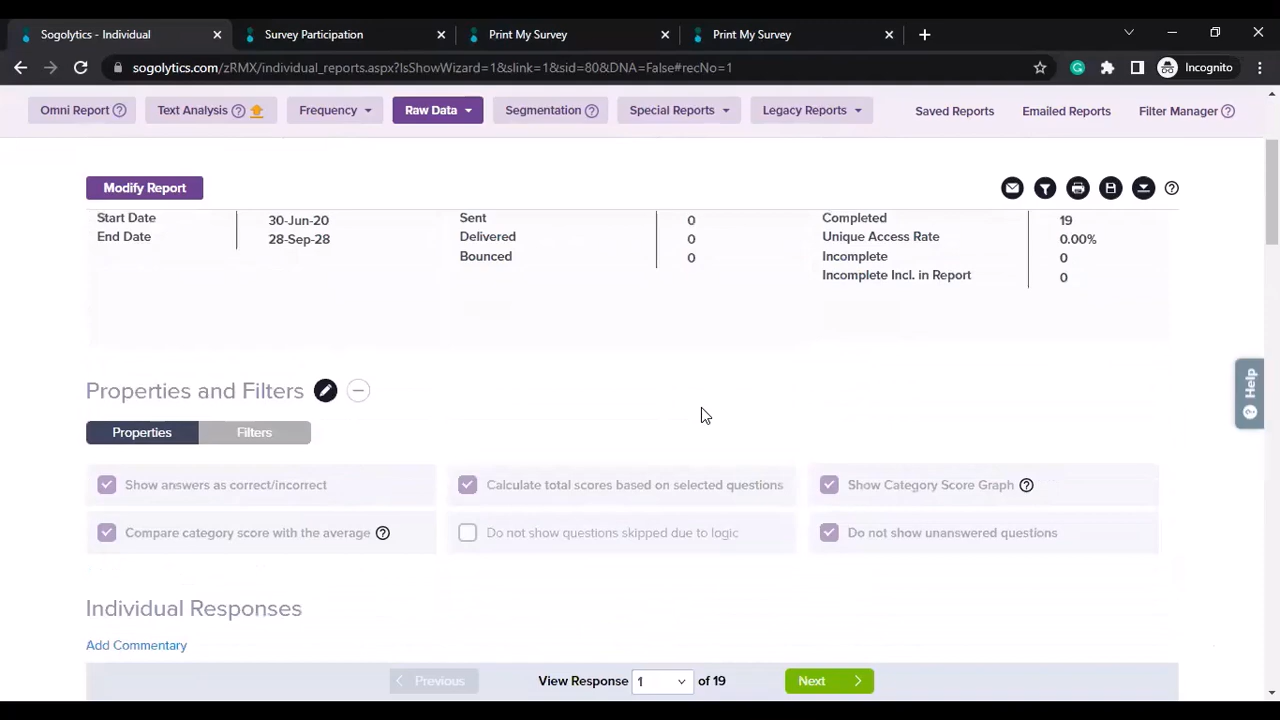 Sogolytics - Individual
Survey Participation
Print My Survey
Print My Survey
sogolytics.com/zRMX/individual_reports.aspx?IsShowWizard=1&slink=1&sid=80&DNA=False#recNo=1
Incognito
Omni Report
Text Analysis
Frequency
Raw Data
Segmentation
Special Reports
Legacy Reports
Saved Reports
Emailed Reports
Filter Manager
Modify Report
Start Date 30-Jun-20
End Date 28-Sep-28
Sent 0
Delivered 0
Bounced 0
Completed 19
Unique Access Rate 0.00%
Incomplete 0
Incomplete Incl. in Report 0
Help
Properties and Filters
Properties
Filters
Show answers as correct/incorrect
Calculate total scores based on selected questions
Show Category Score Graph
Compare category score with the average
Do not show questions skipped due to logic
Do not show unanswered questions
Individual Responses
Add Commentary
Previous
View Response 1 of 19
Next